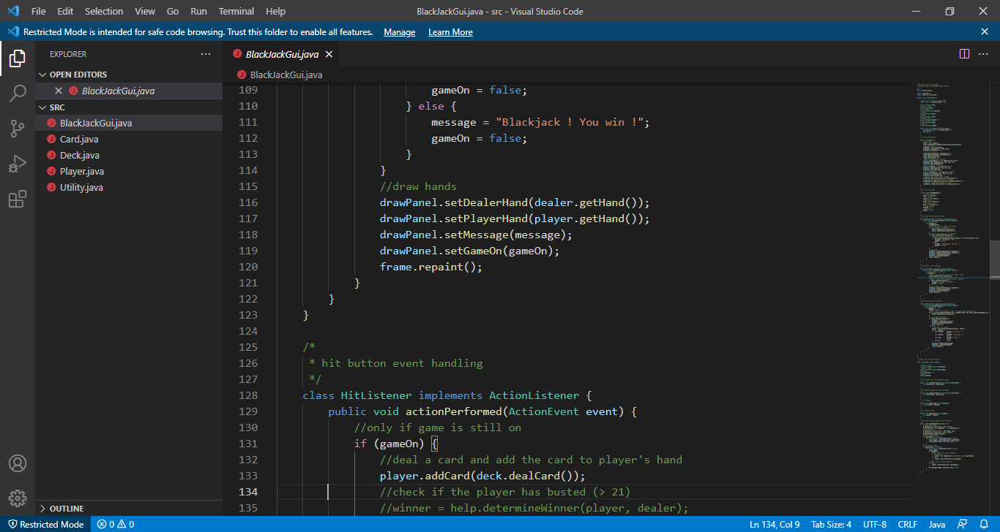 File Edit Selection View Go Run Terminal Help BlackJackGui.java - src - Visual Studio Code
Restricted Mode is intended for safe code browsing. Trust this folder to enable all features. Manage Learn More
EXPLORER
OPEN EDITORS
BlackJackGui.java
SRC
BlackJackGui.java
Card.java
Deck.java
Player.java
Utility.java
OUTLINE
BlackJackGui.java
BlackJackGui.java
109 gameOn = false;
110 } else {
111 message = "Blackjack ! You win !";
112 gameOn = false;
113 }
114 }
115 //draw hands
116 drawPanel.setDealerHand(dealer.getHand());
117 drawPanel.setPlayerHand(player.getHand());
118 drawPanel.setMessage(message);
119 drawPanel.setGameOn(gameOn);
120 frame.repaint();
121 }
122 }
123 }
124
125 /*
126 * hit button event handling
127 */
128 class HitListener implements ActionListener {
129 public void actionPerformed(ActionEvent event) {
130 //only if game is still on
131 if (gameOn) {
132 //deal a card and add the card to player's hand
133 player.addCard(deck.dealCard());
134 //check if the player has busted (> 21)
135 //winner = help.determineWinner(player, dealer);
Restricted Mode 0 0 Ln 134, Col 9 Tab Size: 4 UTF-8 CRLF Java